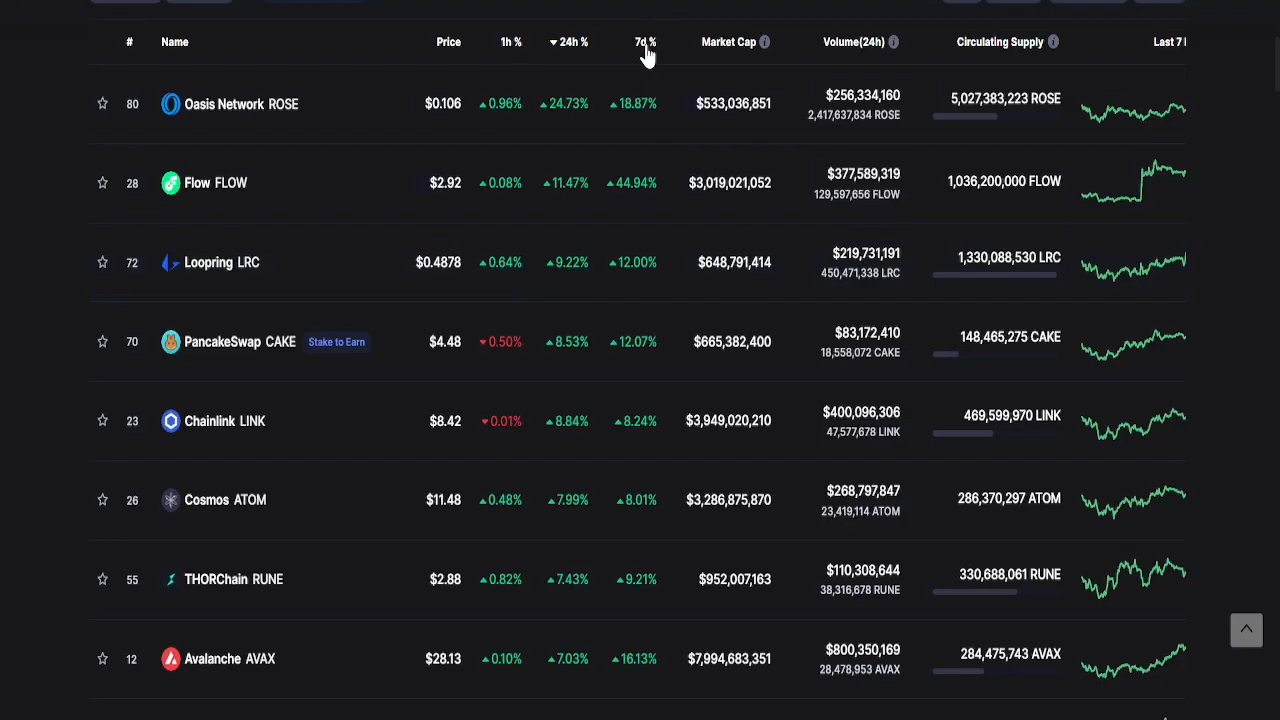 # Name Price 1h % 24h % 7d % Market Cap Volume(24h) Circulating Supply Last 7
80 Oasis Network ROSE $0.106 0.96% 24.73% 18.87% $533,036,851 $256,334,160 5,027,383,223 ROSE
2,417,637,834 ROSE
28 Flow FLOW $2.92 0.08% 11.47% 44.94% $3,019,021,052 $377,589,319 1,036,200,000 FLOW
129,597,656 FLOW
72 Loopring LRC $0.4878 0.64% 9.22% 12.00% $648,791,414 $219,731,191 1,330,088,530 LRC
450,471,338 LRC
70 PancakeSwap CAKE Stake to Earn $4.48 0.50% 8.53% 12.07% $665,382,400 $83,172,410 148,465,275 CAKE
18,558,072 CAKE
23 Chainlink LINK $8.42 0.01% 8.84% 8.24% $3,949,020,210 $400,096,306 469,599,970 LINK
47,577,678 LINK
26 Cosmos ATOM $11.48 0.48% 7.99% 8.01% $3,286,875,870 $268,797,847 286,370,297 ATOM
23,419,114 ATOM
55 THORChain RUNE $2.88 0.82% 7.43% 9.21% $952,007,163 $110,308,644 330,688,061 RUNE
38,316,678 RUNE
12 Avalanche AVAX $28.13 0.10% 7.03% 16.13% $7,994,683,351 $800,350,169 284,475,743 AVAX
28,478,953 AVAX